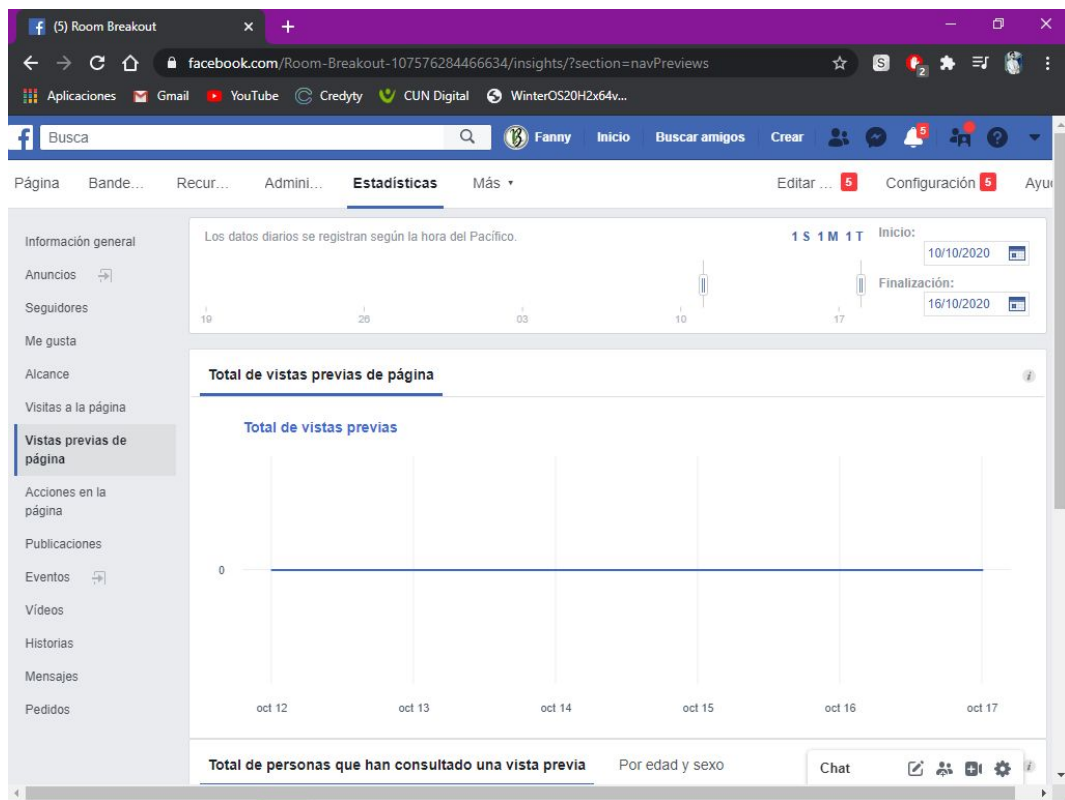 (5) Room Breakout
facebook.com/Room-Breakout-107576284466634/insights/?section=navPreviews
S
2
Aplicaciones Gmail YouTube Credyty CUN Digital WinterOS20H2x64v...
Busca Fanny Inicio Buscar amigos Crear 5
Página Bande... Recur... Admini... Estadísticas Más Editar ... 5 Configuración 5 Ayu
Información general
Anuncios
Seguidores
Me gusta
Alcance
Visitas a la página
Vistas previas de
página
Acciones en la
página
Publicaciones
Eventos
Vídeos
Historias
Mensajes
Pedidos
Los datos diarios se registran según la hora del Pacífico.
1 S 1 M 1 T
Inicio:
10/10/2020
Finalización:
16/10/2020
19 26 03 10 17
Total de vistas previas de página
Total de vistas previas
0
oct 12 oct 13 oct 14 oct 15 oct 16 oct 17
Total de personas que han consultado una vista previa Por edad y sexo
Chat